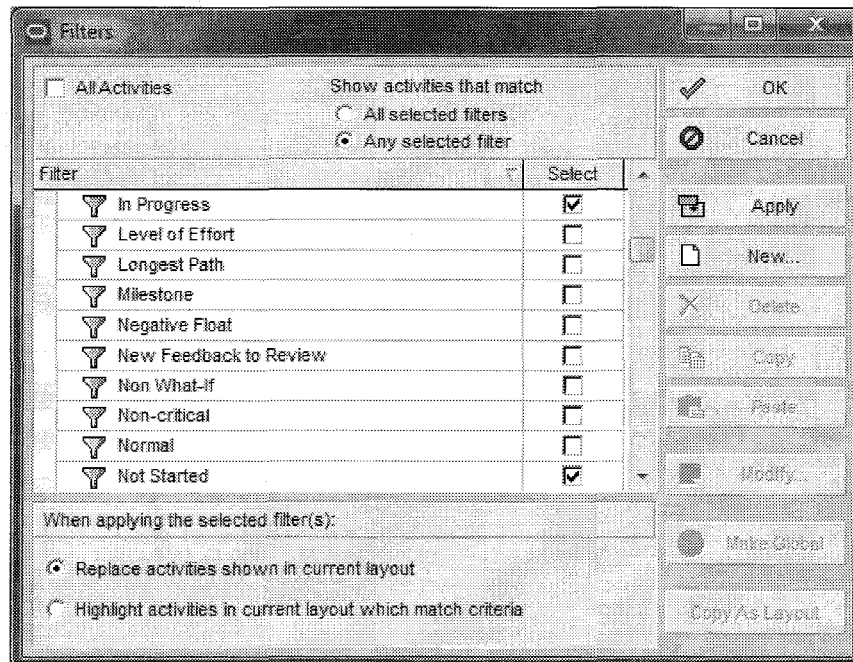 Filters
All Activities
Show activities that match
All selected filters
Any selected filter
Filter Select
In Progress
Level of Effort
Longest Path
Milestone
Negative Float
New Feedback to Review
Non What-If
Non-critical
Normal
Not Started
When applying the selected filter(s):
Replace activities shown in current layout
Highlight activities in current layout which match criteria
OK
Cancel
Apply
New...
Delete
Copy
Paste
Modify...
Make Global
Copy As Layout